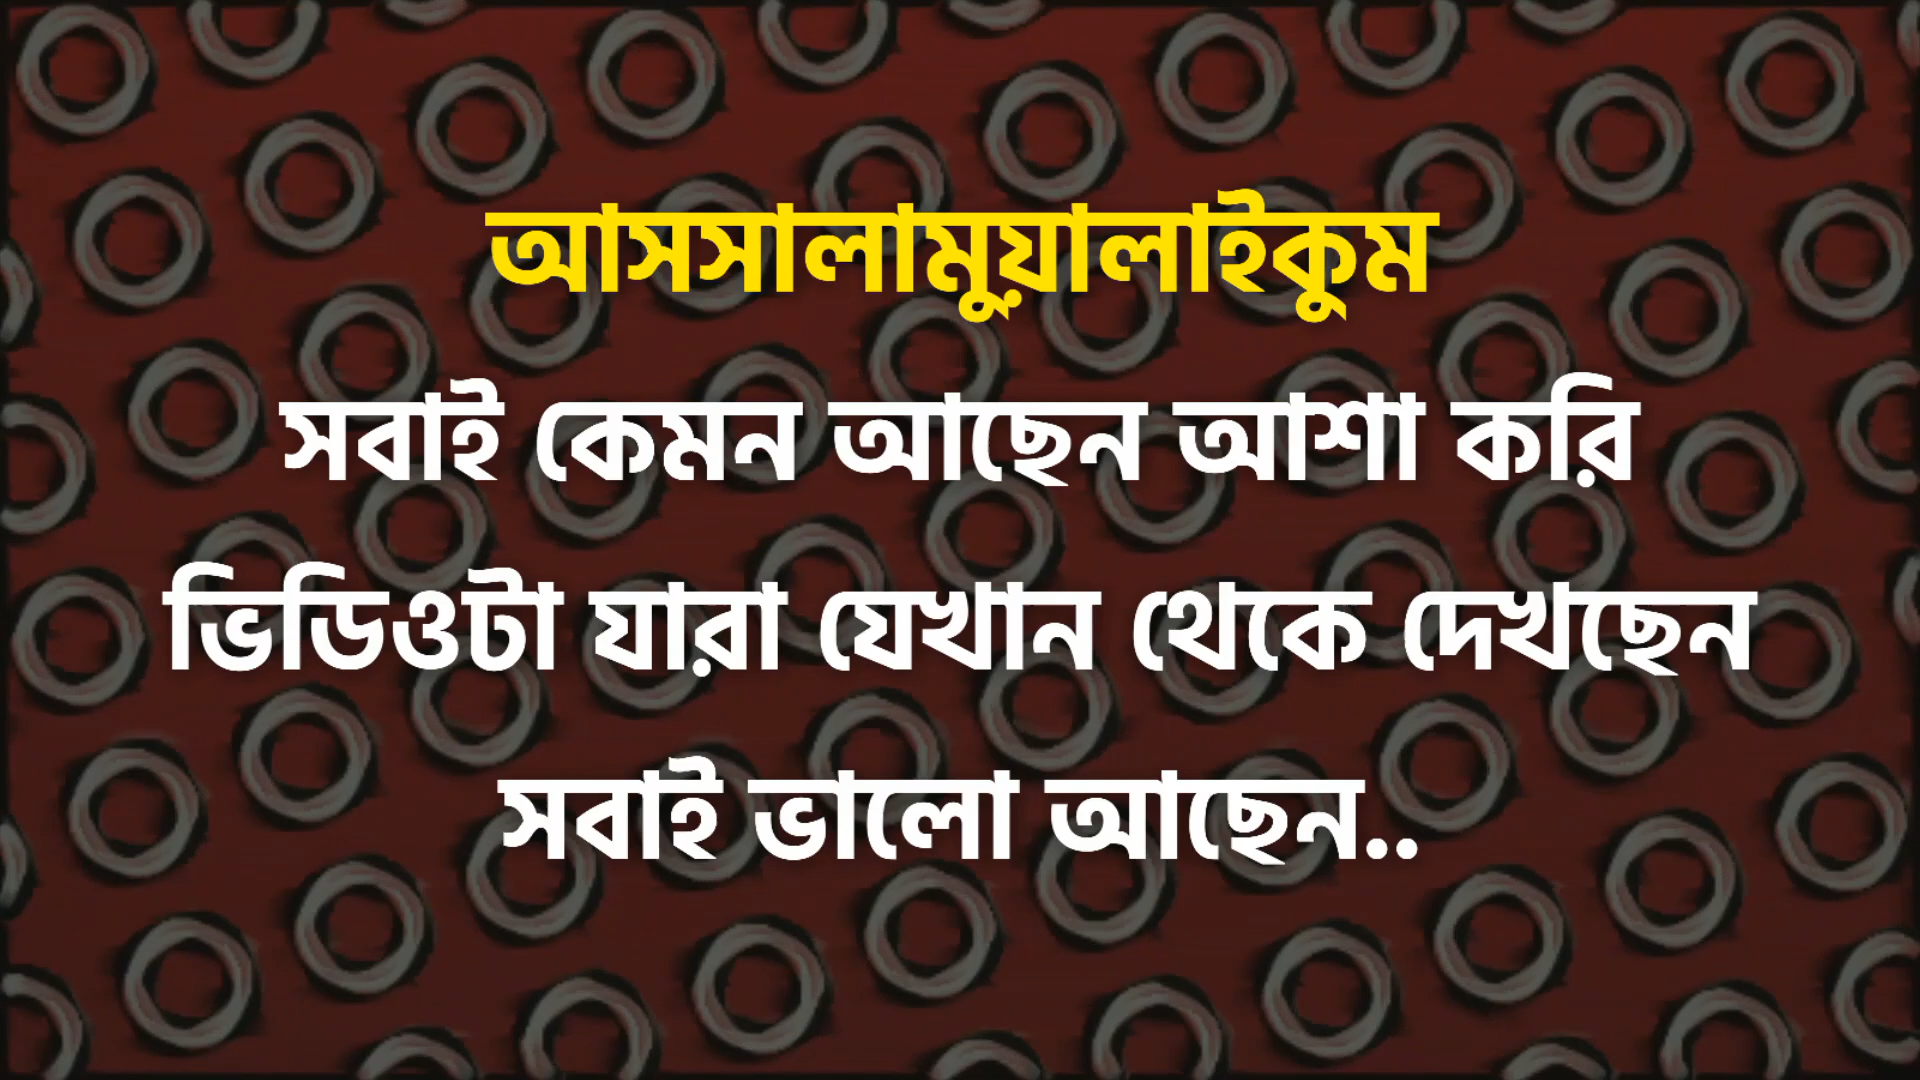 আসসালামুয়ালাইকুম
সবাই কেমন আছেন আশা করি
ভিডিওটা যারা যেখান থেকে দেখছেন
সবাই ভালো আছেন..